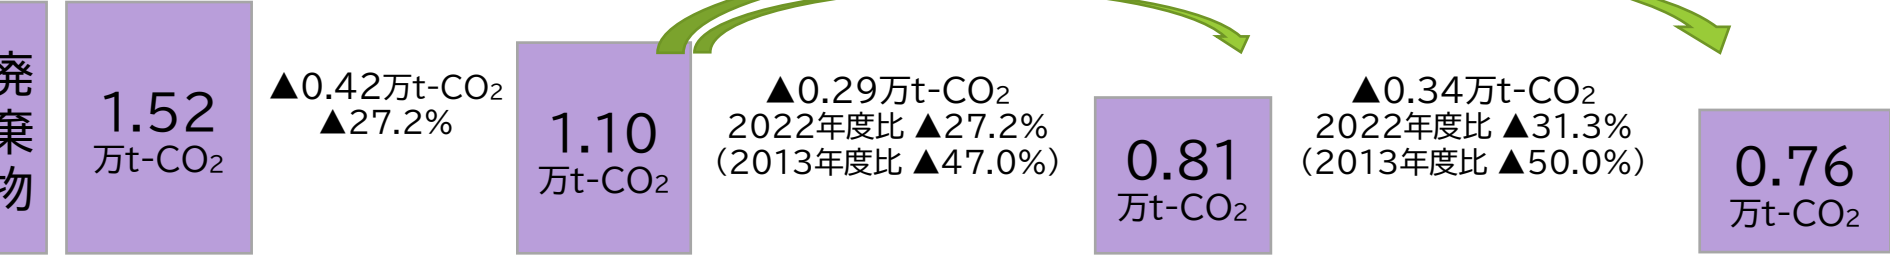 廃棄物
1.52
万t-CO2
▲0.42万t-CO2
▲27.2%
1.10
万t-CO2
▲0.29万t-CO2
2022年度比 ▲27.2%
（2013年度比 ▲47.0%）
0.81
万t-CO2
▲0.34万t-CO2
2022年度比 ▲31.3%
（2013年度比 ▲50.0%）
0.76
万t-CO2